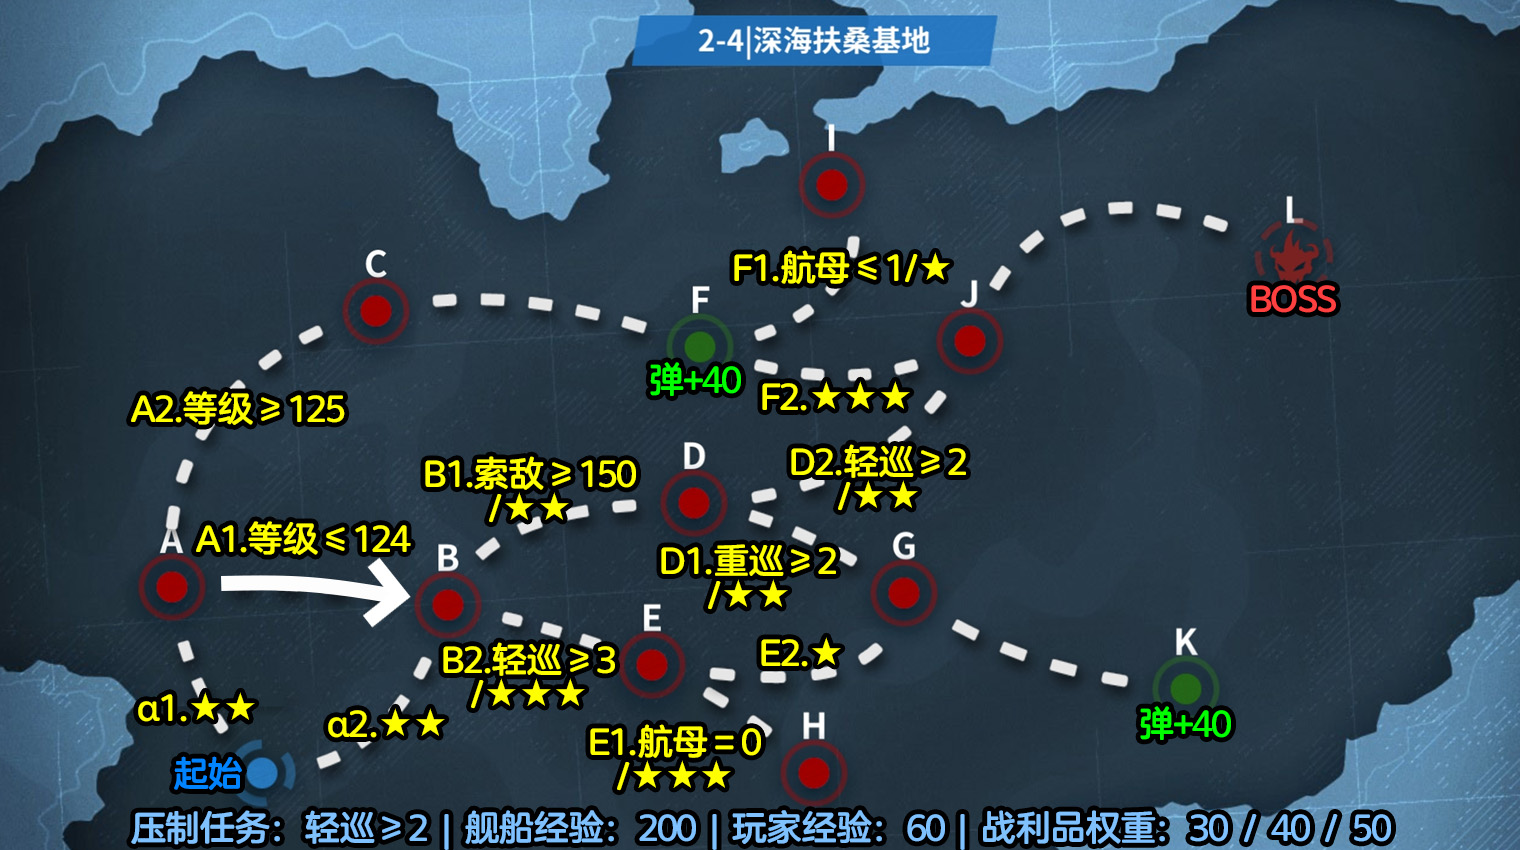 2-4|深海扶桑基地
I
L
C
F1.航母≤1/★
F
J
BOSS
弹+40
A2.等级≥125
F2.★★★
D
B1.索敌≥150
/★★
D2.轻巡≥2
/★★
A
A1.等级≤124
B
D1.重巡≥2
/★★
G
E
B2.轻巡≥3
/★★★
E2.★
K
α1.★★
α2.★★
弹+40
E1.航母=0
/★★★
H
起始
压制任务：轻巡≥2 | 舰船经验：200 | 玩家经验：60 | 战利品权重：30 / 40 / 50